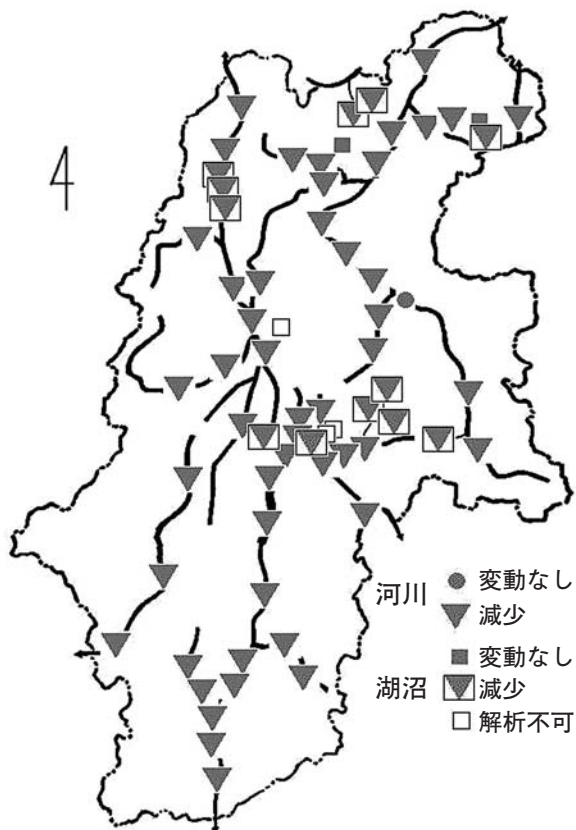 4
河川 変動なし
減少
変動なし
湖沼 減少
解析不可